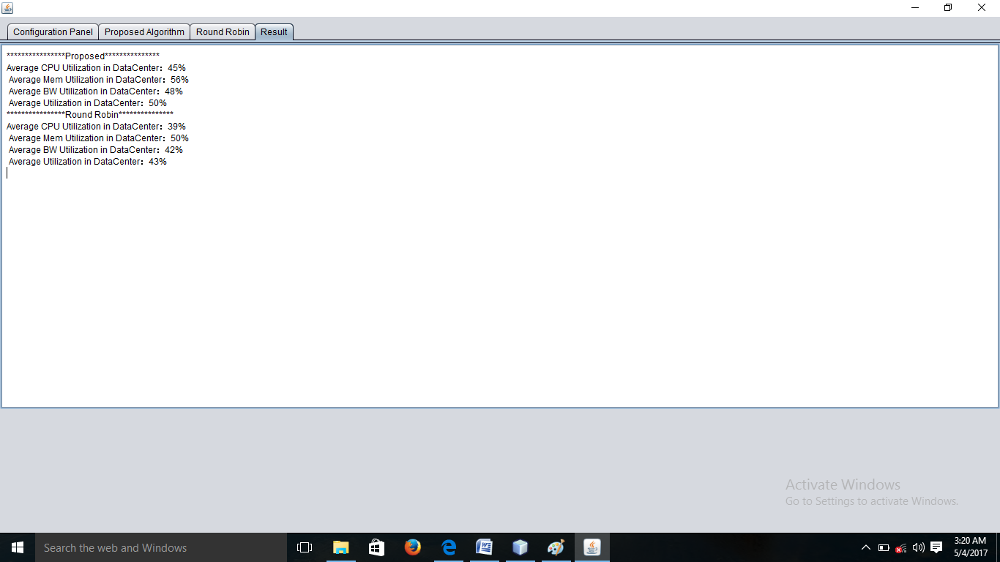 Configuration Panel
Proposed Algorithm
Round Robin
Result
****************Proposed***************
Average CPU Utilization in DataCenter：45%
Average Mem Utilization in DataCenter：56%
Average BW Utilization in DataCenter：48%
Average Utilization in DataCenter：50%
****************Round Robin***************
Average CPU Utilization in DataCenter：39%
Average Mem Utilization in DataCenter：50%
Average BW Utilization in DataCenter：42%
Average Utilization in DataCenter：43%
Activate Windows
Go to Settings to activate Windows.
Search the web and Windows
3:20 AM
5/4/2017